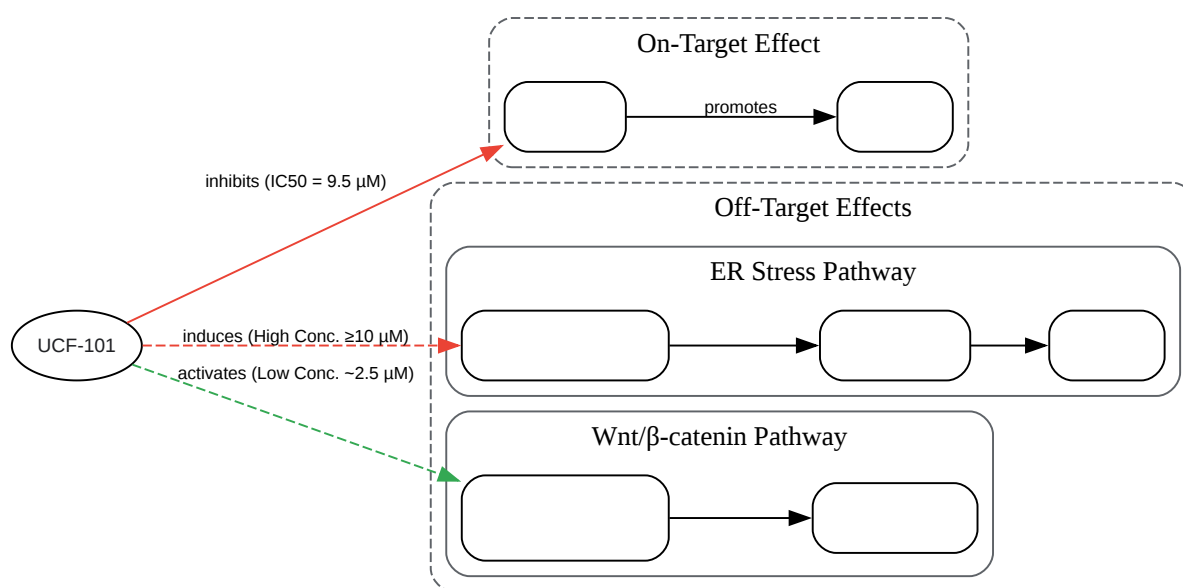 On-Target Effect
promotes
inhibits (IC50 = 9.5 µM)
Off-Target Effects
ER Stress Pathway
UCF-101
induces (High Conc. ≥10 µM)
activates (Low Conc. ~2.5 µM)
Wnt/β-catenin Pathway